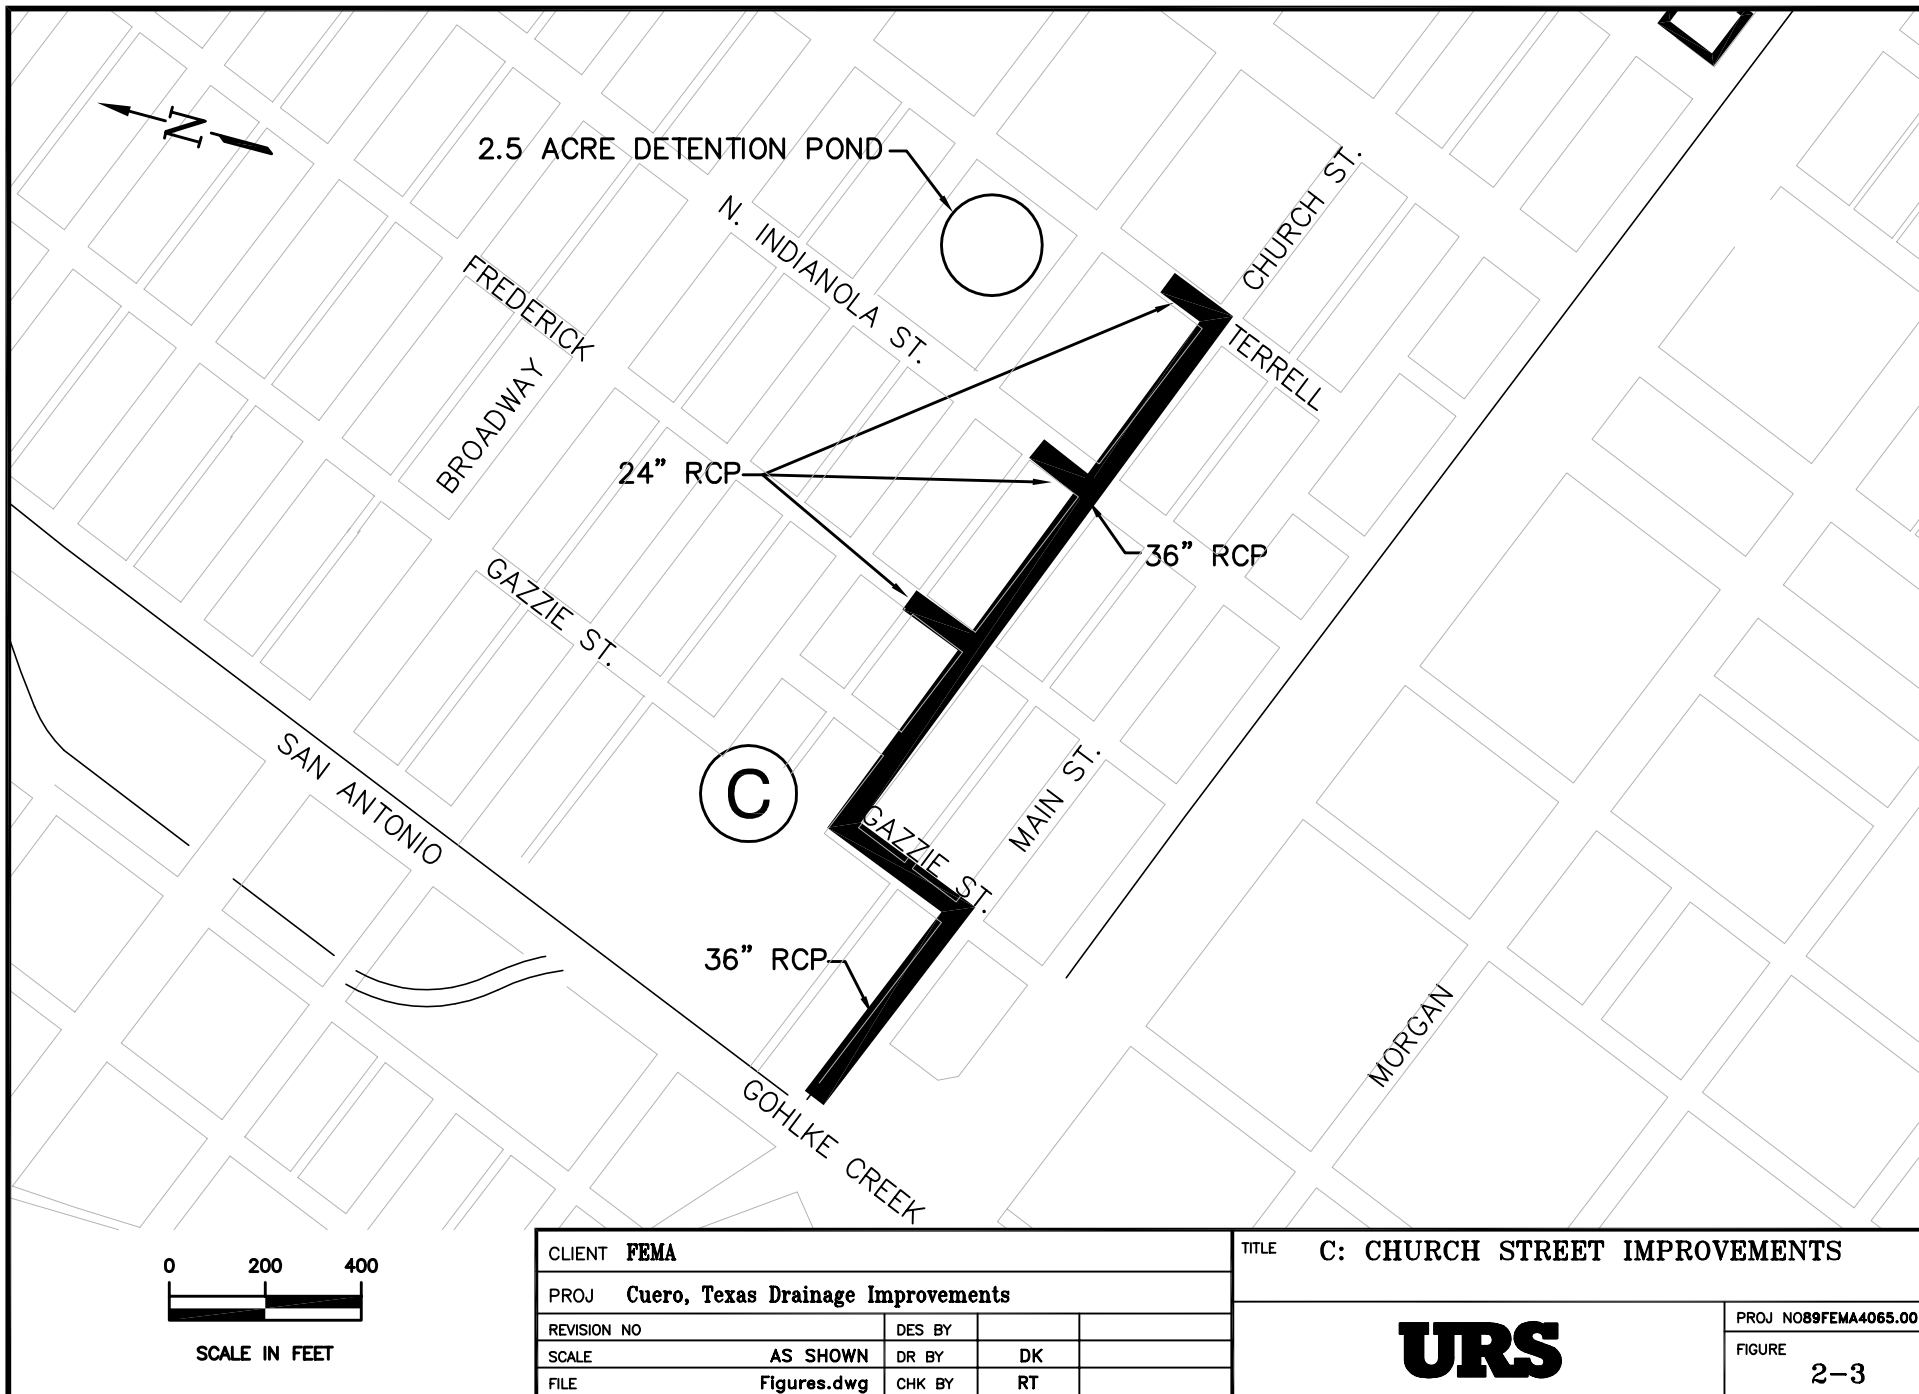 N
2.5 ACRE DETENTION POND
CHURCH ST.
N. INDIANOLA ST.
FREDERICK
TERRELL
BROADWAY
24” RCP
36” RCP
GAZZIE ST.
SAN ANTONIO
C
GAZZIE ST.
MAIN ST.
36” RCP
MORGAN
GOHLKE CREEK
0 200 400
SCALE IN FEET
CLIENT FEMA
PROJ Cuero, Texas Drainage Improvements
REVISION NO DES BY
SCALE AS SHOWN DR BY DK
FILE Figures.dwg CHK BY RT
TITLE C: CHURCH STREET IMPROVEMENTS
URS
PROJ NO89FEMA4065.00
FIGURE
2-3